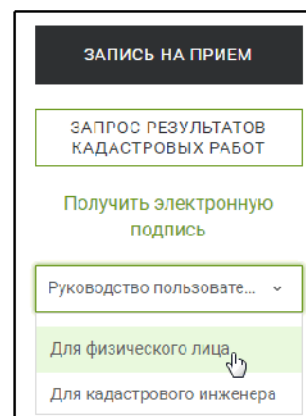 ЗАПИСЬ НА ПРИЕМ
ЗАПРОС РЕЗУЛЬТАТОВ
КАДАСТРОВЫХ РАБОТ
Получить электронную
подпись
Руководство пользовате...
Для физического лица
Для кадастрового инженера